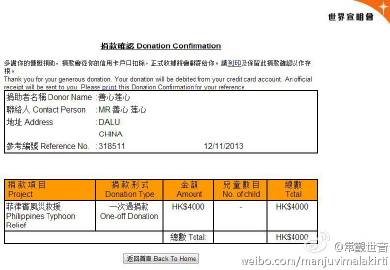 世界宣明會
捐款確認 Donation Confirmation
多謝你的慷慨捐助。捐款會從你的信用卡戶口扣除，正式收據將會郵寄給你。請列印及保留此捐款確認以作存根。
Thank you for your generous donation. Your donation will be debited from your credit card account. An official
receipt will be sent to you. Please print this Donation Confirmation for your reference.
捐助者名稱 Donor Name : 善心蓮心
聯絡人 Contact Person : MR 善心 蓮心
地址 Address : DALU
CHINA
參考編號 Reference No. : 318511 12/11/2013
捐款項目 捐款形式 金額 兒童數目 總數
Project Donation Type Amount No. of child Total
菲律賓風災救援 一次過捐款 HK$4000 - HK$4000
Philippines Typhoon One-off Donation
Relief
總數 Total: HK$4000
返回首頁 Back To Home
常觀世音
weibo.com/manjuvimalakirti